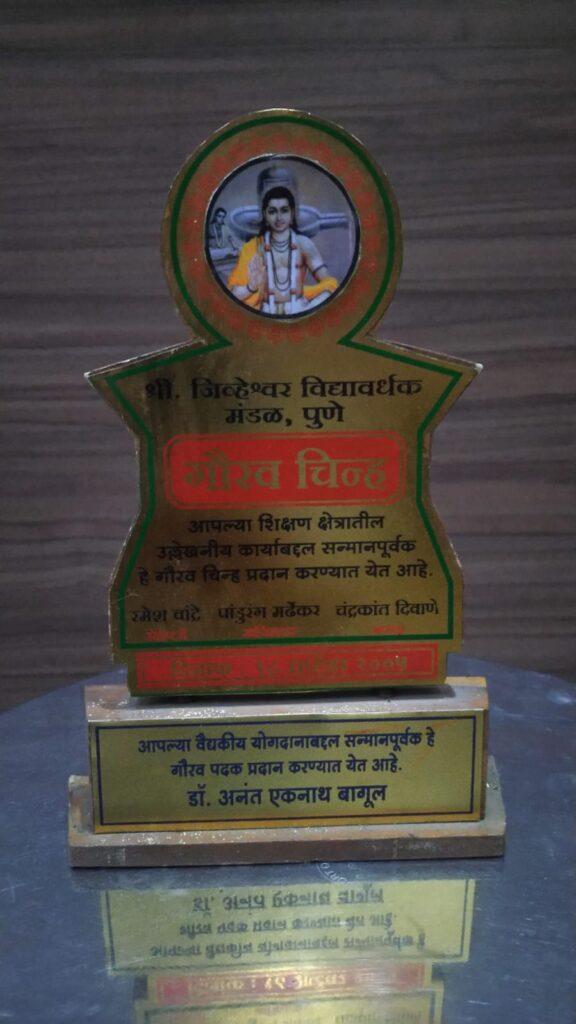 श्री. जिव्हेश्वर विद्यावर्धक
मंडळ, पुणे
गौरव चिन्ह
आपल्या शिक्षण क्षेत्रातील
उल्लेखनीय कार्याबद्दल सन्मानपूर्वक
हे गौरव चिन्ह प्रदान करण्यात येत आहे.
रमेश वांद्रे पांडुरंग मर्ढेकर चंद्रकांत दिवाणे
दिनांक :
आपल्या वैद्यकीय योगदानाबद्दल सन्मानपूर्वक हे
गौरव पदक प्रदान करण्यात येत आहे.
डॉ. अनंत एकनाथ बागूल